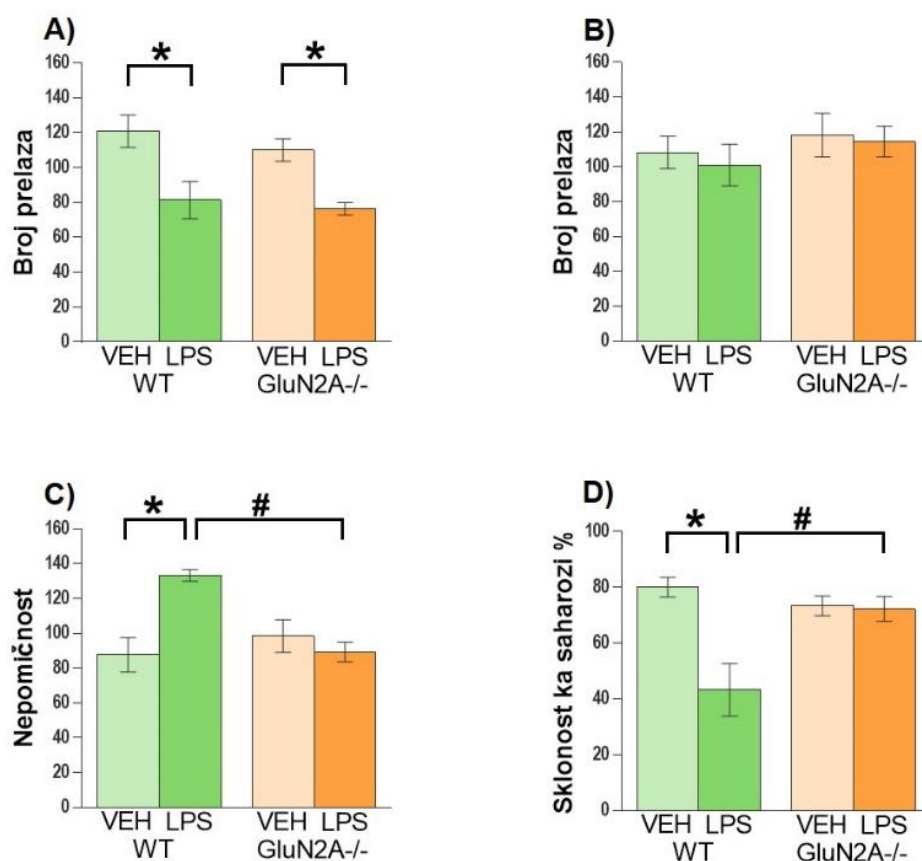 A)
*
*
Broj prelaza
160
140
120
100
80
60
40
20
0
VEH LPS
VEH LPS
WT
GluN2A-/-
B)
Broj prelaza
160
140
120
100
80
60
40
20
0
VEH LPS
VEH LPS
WT
GluN2A-/-
C)
*
#
Nepomičnost
160
140
120
100
80
60
40
20
0
VEH LPS
VEH LPS
WT
GluN2A-/-
D)
*
#
Sklonost ka saharozi %
100
80
60
40
20
0
VEH LPS
VEH LPS
WT
GluN2A-/-